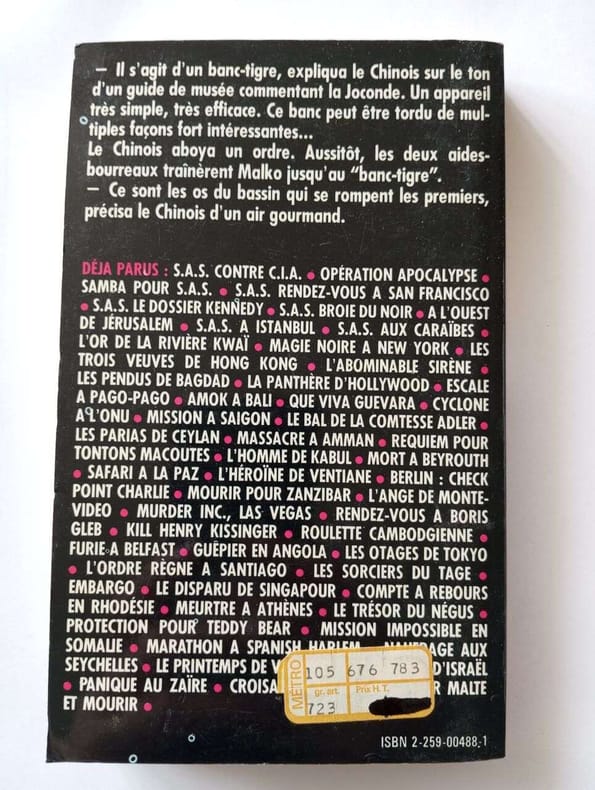 — Il s'agit d'un banc-tigre, expliqua le Chinois sur le ton
d'un guide de musée commentant la Joconde. Un appareil
très simple, très efficace. Ce banc peut être tordu de mul-
tiples façons fort intéressantes...
Le Chinois aboya un ordre. Aussitôt, les deux aides-
bourreaux traînèrent Malko jusqu'au "banc-tigre".
— Ce sont les os du bassin qui se rompent les premiers,
précisa le Chinois d'un air gourmand.
DÉJA PARUS : S.A.S. CONTRE C.I.A. • OPÉRATION APOCALYPSE •
SAMBA POUR S.A.S. • S.A.S. RENDEZ-VOUS A SAN FRANCISCO
• S.A.S. LE DOSSIER KENNEDY • S.A.S. BROIE DU NOIR • A L'OUEST
DE JÉRUSALEM • S.A.S. A ISTANBUL • S.A.S. AUX CARAÏBES •
L'OR DE LA RIVIÈRE KWAÏ • MAGIE NOIRE A NEW YORK • LES
TROIS VEUVES DE HONG KONG • L'ABOMINABLE SIRÈNE •
LES PENDUS DE BAGDAD • LA PANTHÈRE D'HOLLYWOOD • ESCALE
A PAGO-PAGO • AMOK A BALI • QUE VIVA GUEVARA • CYCLONE
A L'ONU • MISSION A SAIGON • LE BAL DE LA COMTESSE ADLER •
LES PARIAS DE CEYLAN • MASSACRE A AMMAN • REQUIEM POUR
TONTONS MACOUTES • L'HOMME DE KABUL • MORT A BEYROUTH
• SAFARI A LA PAZ • L'HÉROÏNE DE VIENTIANE • BERLIN : CHECK
POINT CHARLIE • MOURIR POUR ZANZIBAR • L'ANGE DE MONTE-
VIDEO • MURDER INC., LAS VEGAS • RENDEZ-VOUS A BORIS
GLEB • KILL HENRY KISSINGER • ROULETTE CAMBODGIENNE •
FURIE A BELFAST • GUÊPIER EN ANGOLA • LES OTAGES DE TOKYO
• L'ORDRE RÈGNE A SANTIAGO • LES SORCIERS DU TAGE •
EMBARGO • LE DISPARU DE SINGAPOUR • COMPTE A REBOURS
EN RHODÉSIE • MEURTRE A ATHÈNES • LE TRÉSOR DU NÉGUS •
PROTECTION POUR TEDDY BEAR • MISSION IMPOSSIBLE EN
SOMALIE • MARATHON A SPANISH HARLEM AUX
SEYCHELLES • LE PRINTEMPS DE D'ISRAËL
• PANIQUE AU ZAÏRE • MALTE
ET MOURIR •
MÉTRO
105 676 783
gr. art. Prix H.T.
723
ISBN 2-259-00488-1